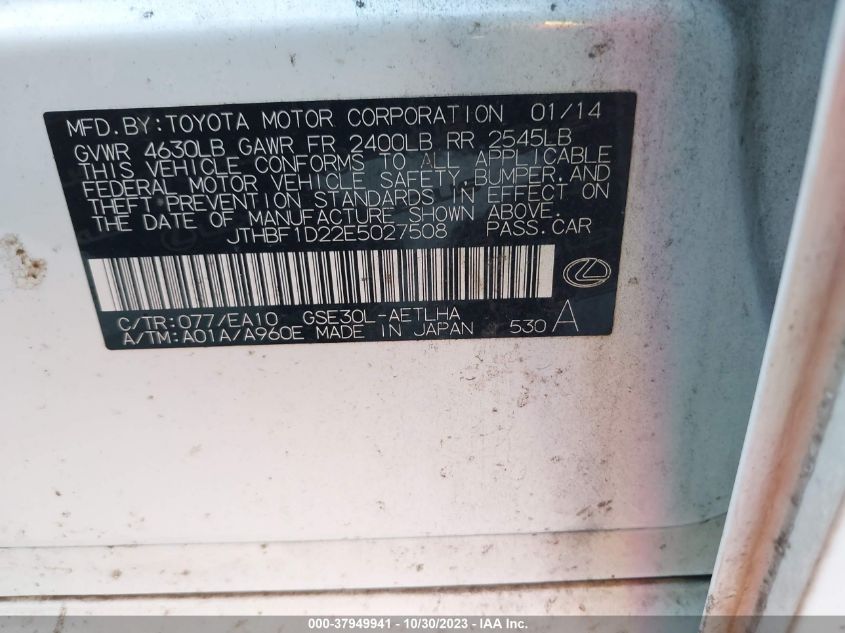 MFD.BY:TOYOTA MOTOR CORPORATION 01/14
GVWR 4630LB GAWR FR 2400LB RR 2545LB
THIS VEHICLE CONFORMS TO ALL APPLICABLE
FEDERAL MOTOR VEHICLE SAFETY, BUMPER, AND
THEFT PREVENTION STANDARDS IN EFFECT ON
THE DATE OF MANUFACTURE SHOWN ABOVE.
JTHBF1D22E5027508 PASS.CAR
C/TR:077/EA10 GSE30L-AETLHA
A/TM:A01A/A960E MADE IN JAPAN 530 A
000-37949941 - 10/30/2023 - IAA Inc.